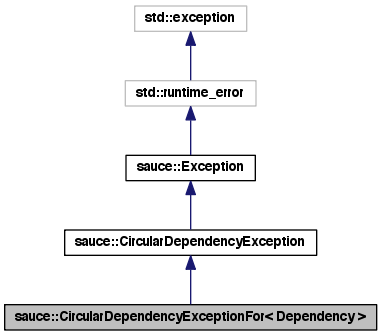 std::exception
std::runtime_error
sauce::Exception
sauce::CircularDependencyException
sauce::CircularDependencyExceptionFor< Dependency >